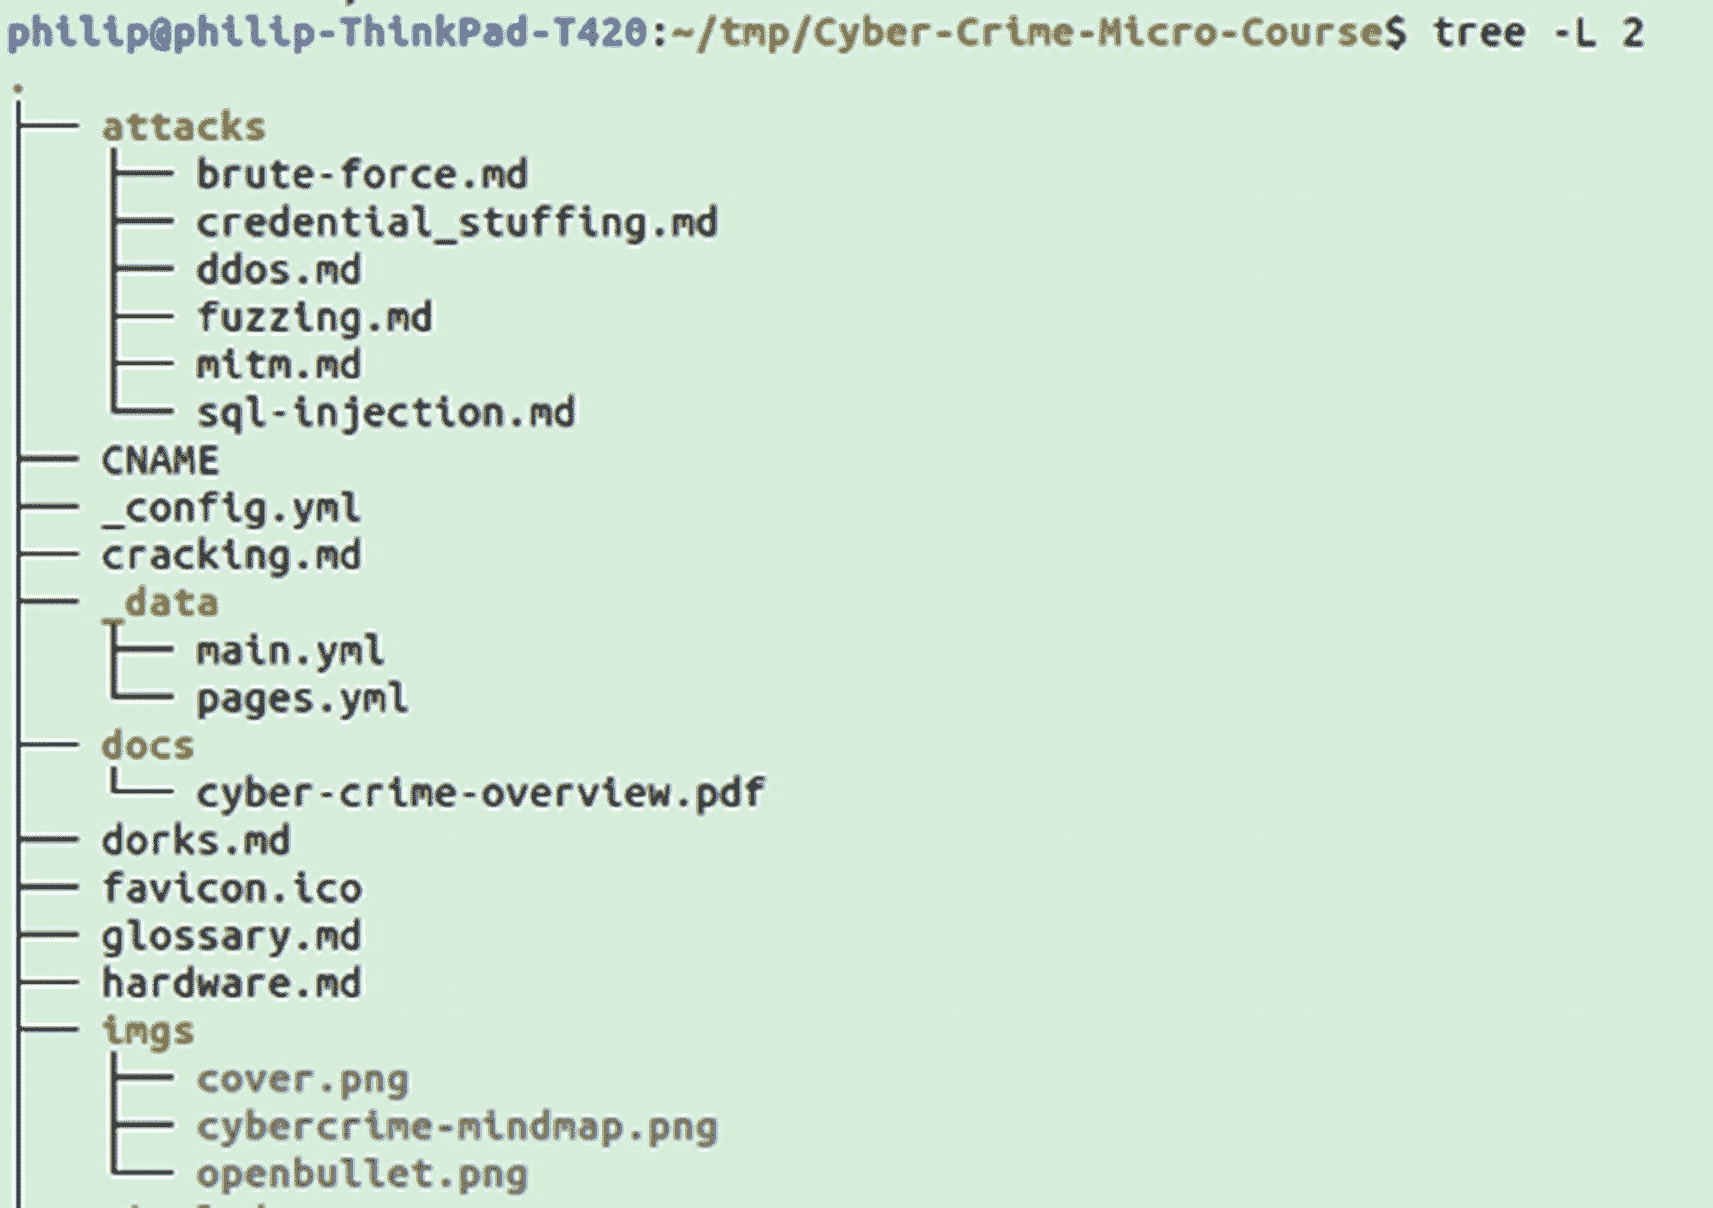 philip@philip-ThinkPad-T420:~/tmp/Cyber-Crime-Micro-Course$ tree -L 2
.
├── attacks
│   ├── brute-force.md
│   ├── credential_stuffing.md
│   ├── ddos.md
│   ├── fuzzing.md
│   ├── mitm.md
│   └── sql-injection.md
├── CNAME
├── _config.yml
├── cracking.md
├── _data
│   ├── main.yml
│   └── pages.yml
├── docs
│   └── cyber-crime-overview.pdf
├── dorks.md
├── favicon.ico
├── glossary.md
├── hardware.md
├── imgs
│   ├── cover.png
│   ├── cybercrime-mindmap.png
│   └── openbullet.png